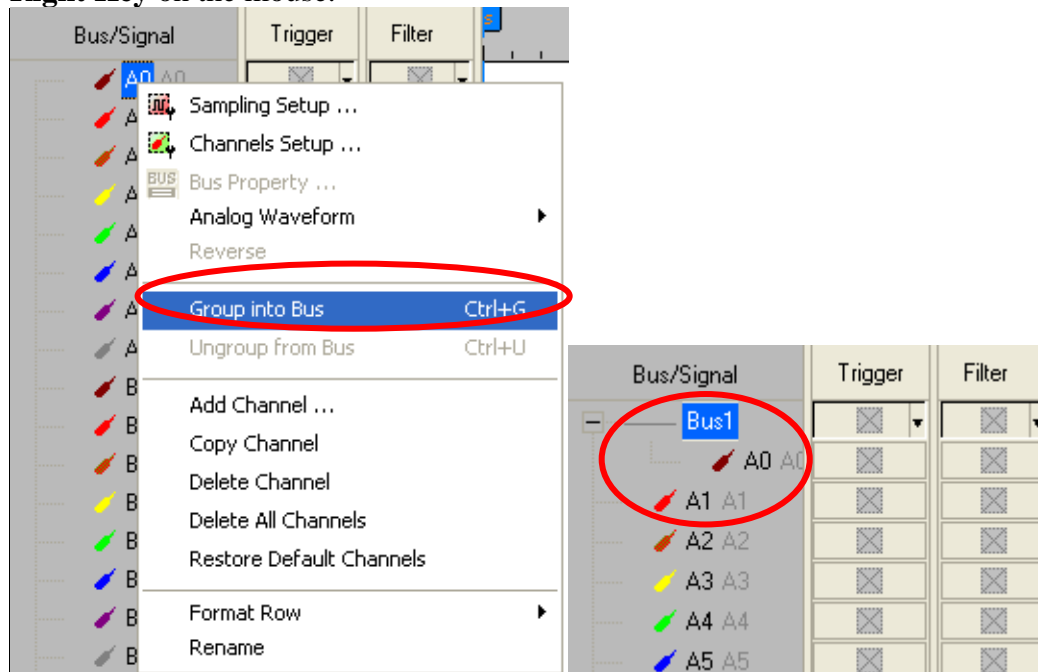 Right Key on the mouse.
Bus/Signal Trigger Filter
s
A0 A0
A Sampling Setup ...
A Channels Setup ...
A BUS Bus Property ...
A Analog Waveform
A Reverse
A Group into Bus Ctrl+G
A Ungroup from Bus Ctrl+U
B
B Add Channel ...
B Copy Channel
B Delete Channel
B Delete All Channels
B Restore Default Channels
B Format Row
B Rename
Bus/Signal Trigger Filter
Bus1
A0 A0
A1 A1
A2 A2
A3 A3
A4 A4
A5 A5